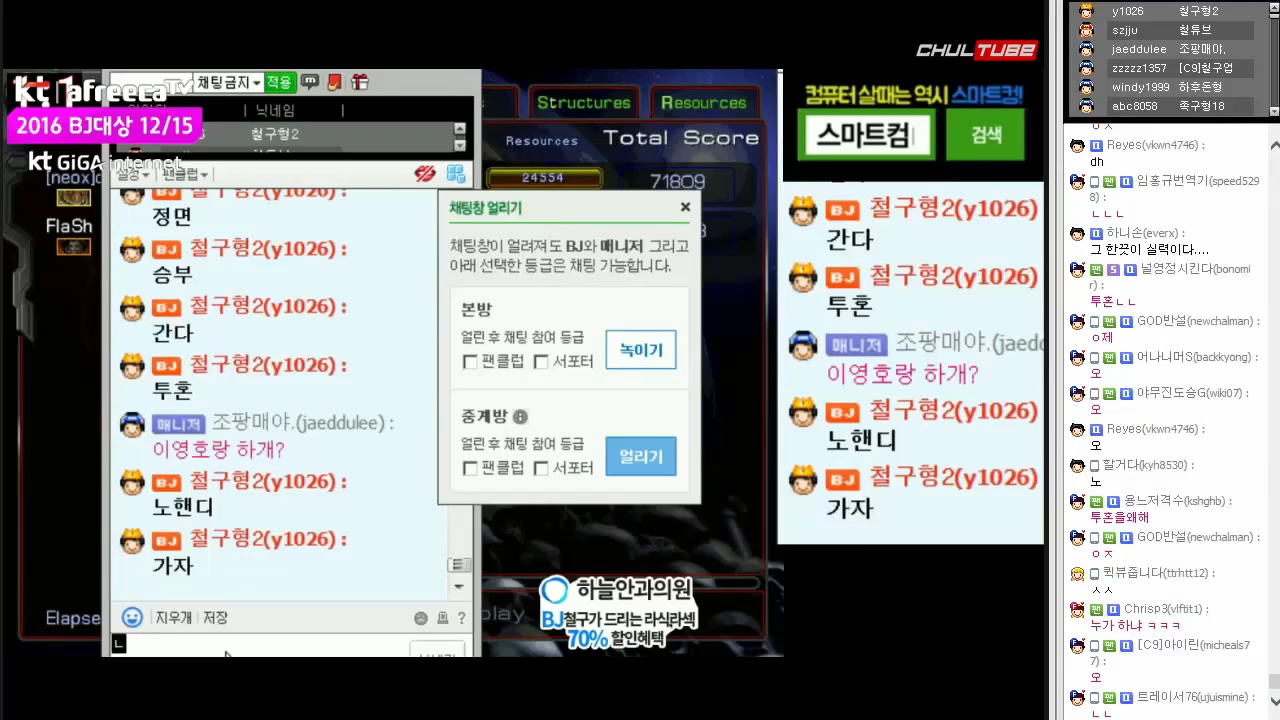 CHULTUBE
kt afreecaTV
2016 BJ대상 12/15
kt GiGA internet
채팅금지
적용
닉네임
철구형2
설정
팬클럽
[neox]
FlaSh
Elapse
BJ 철구형2(y1026) :
정면
BJ 철구형2(y1026) :
승부
BJ 철구형2(y1026) :
간다
BJ 철구형2(y1026) :
투혼
매니저 조팡매야.(jaeddulee) :
이영호랑 하개?
BJ 철구형2(y1026) :
노핸디
BJ 철구형2(y1026) :
가자
지우개
저장
?
ㄴ
Structures
Resources
Resources
Total Score
24554
71809
채팅창 얼리기
채팅창이 얼려져도 BJ와 매니저 그리고
아래 선택한 등급은 채팅 가능합니다.
본방
얼린 후 채팅 참여 등급
팬클럽 서포터
녹이기
중계방
얼린 후 채팅 참여 등급
팬클럽 서포터
얼리기
하늘안과의원
BJ철구가 드리는 라식라섹
70% 할인혜택
컴퓨터 살때는 역시 스마트컴!
스마트컴
검색
BJ 철구형2(y1026)
간다
BJ 철구형2(y1026)
투혼
매니저 조팡매야.(jaedd
이영호랑 하개?
BJ 철구형2(y1026)
노핸디
BJ 철구형2(y1026)
가자
y1026 철구형2
szjju 철튜브
jaeddulee 조팡매야,
zzzzz1357 [C9]철구업
windy1999 하후돈형
abc8058 족구형18
Reyes(vkwn4746) :
dh
팬 임홍규번역기(speed5298) :
ㄴㄴㄴ
하니손(everx) :
그 한끗이 실력이다....
팬 S 널영정시킨다(bonomir) :
투혼ㄴㄴ
팬 GOD반설(newchalman) :
ㅇ제
팬 어나니머S(backkyong) :
오
팬 야무진도승G(wiki07) :
오
Reyes(vkwn4746) :
오
할거다(kyh8530) :
노
팬 용느저격수(kshghb) :
투혼을왜해
팬 GOD반설(newchalman) :
ㅇㅈ
퀵뷰줍니다(ttrhtt12) :
ㅅㅅ
팬 Cmsp3(vlftit1) :
누가 하냐 ㅋㅋㅋ
팬 [C9]아이린(micheals77) :
오
팬 트레이서76(ujuismine) :
ㄴㄴ